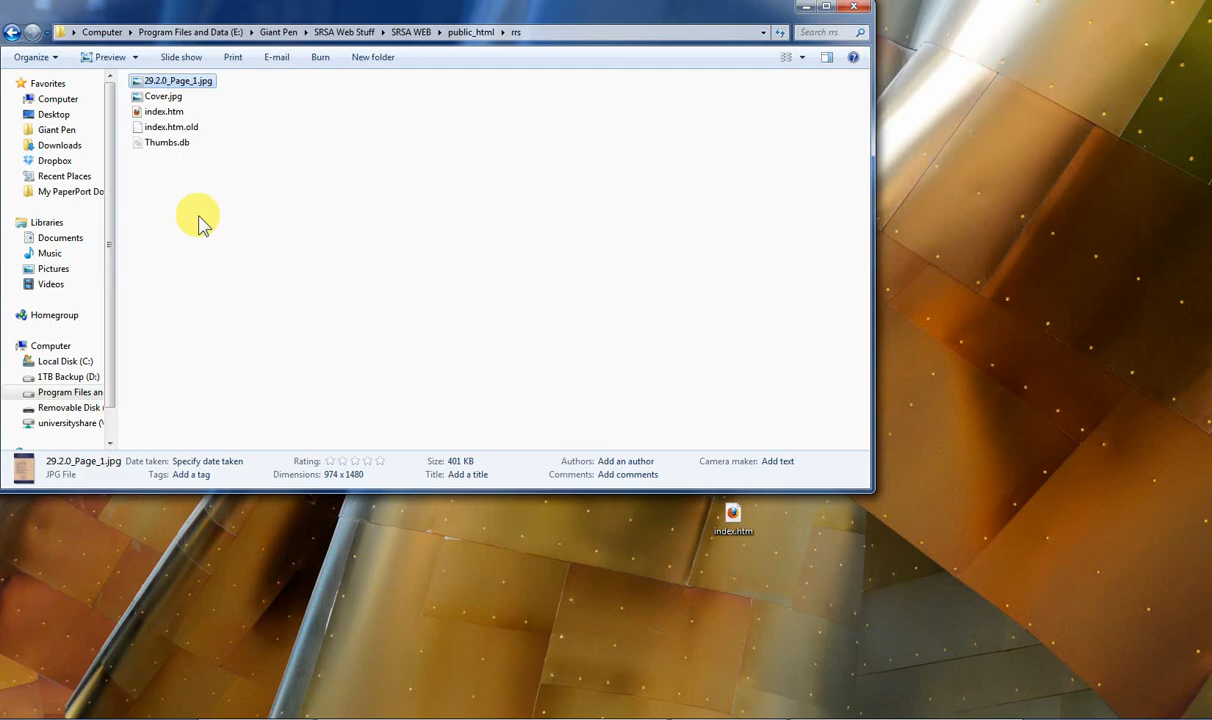 Computer Program Files and Data (E:) Giant Pen SRSA Web Stuff SRSA WEB public_html rrs Search rrs
Organize Preview Slide show Print E-mail Burn New folder
Favorites
Computer
Desktop
Giant Pen
Downloads
Dropbox
Recent Places
My PaperPort Do
Libraries
Documents
Music
Pictures
Videos
Homegroup
Computer
Local Disk (C:)
1TB Backup (D:)
Program Files an
Removable Disk
universityshare (
29.2.0_Page_1.jpg
Cover.jpg
index.htm
index.htm.old
Thumbs.db
29.2.0_Page_1.jpg Date taken: Specify date taken Rating: Size: 401 KB Authors: Add an author Camera maker: Add text
JPG File Tags: Add a tag Dimensions: 974 x 1480 Title: Add a title Comments: Add comments
index.htm